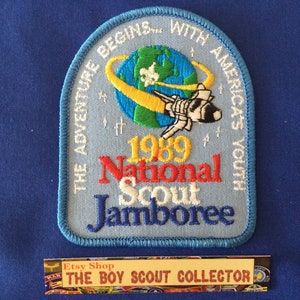 THE ADVENTURE BEGINS... WITH AMERICA'S YOUTH
1989
National
Scout
Jamboree
Etsy Shop
THE BOY SCOUT COLLECTOR